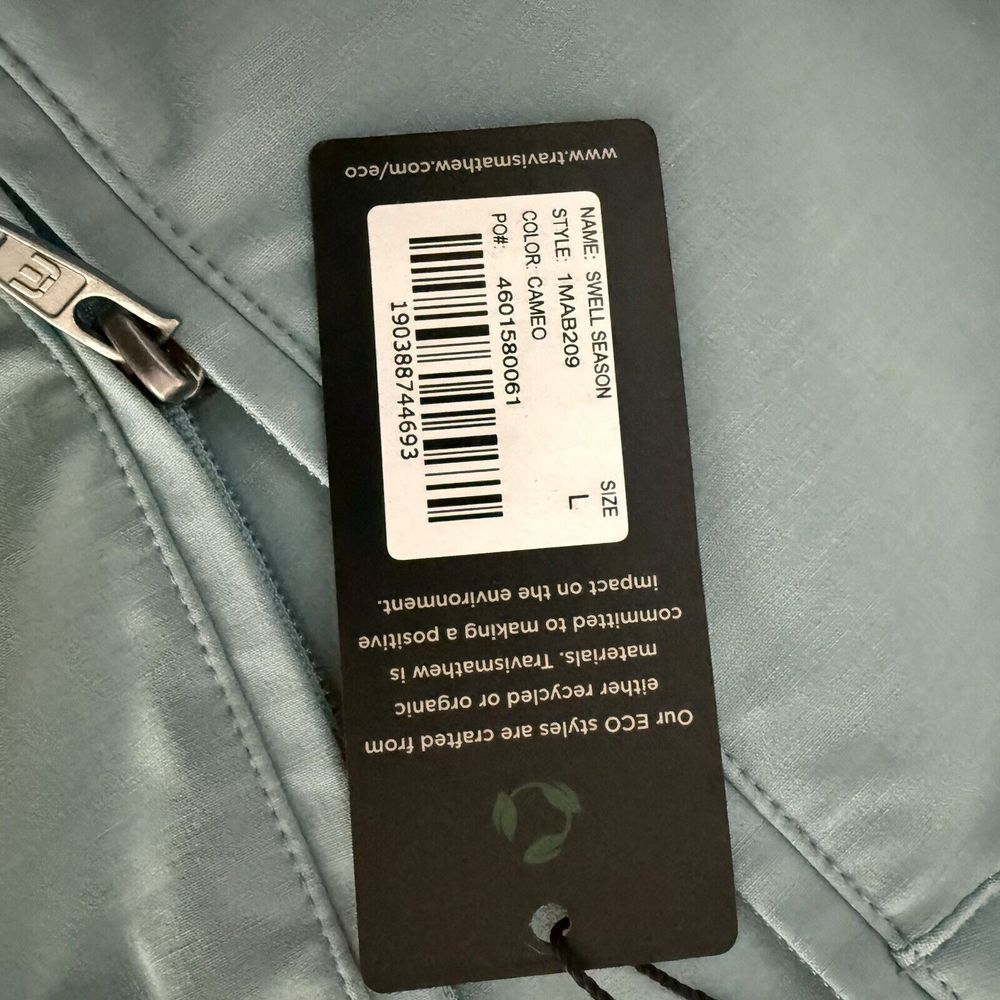 Our ECO styles are crafted from
either recycled or organic
materials. Travismathew is
committed to making a positive
impact on the environment.
NAME: SWELL SEASON
STYLE: 1MAB209
COLOR: CAMEO
PO#: 4601580061
SIZE
L
190388744693
www.travismathew.com/eco